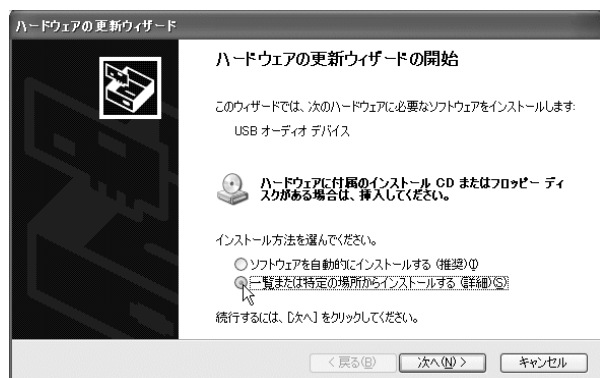 ハードウェアの更新ウィザード
ハードウェアの更新ウィザードの開始
このウィザードでは、次のハードウェアに必要なソフトウェアをインストールします:
USB オーディオ デバイス
ハードウェアに付属のインストール CD またはフロッピー ディ
スクがある場合は、挿入してください。
インストール方法を選んでください。
ソフトウェアを自動的にインストールする (推奨)(I)
一覧または特定の場所からインストールする (詳細)(S)
続行するには、[次へ] をクリックしてください。
< 戻る(B)
次へ(N) >
キャンセル